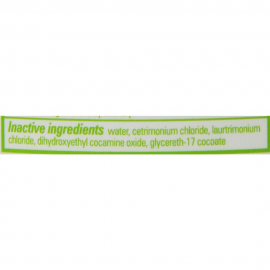 Inactive ingredients water, cetrimonium chloride, laurtrimonium
chloride, dihydroxyethyl cocamine oxide, glycereth-17 cocoate